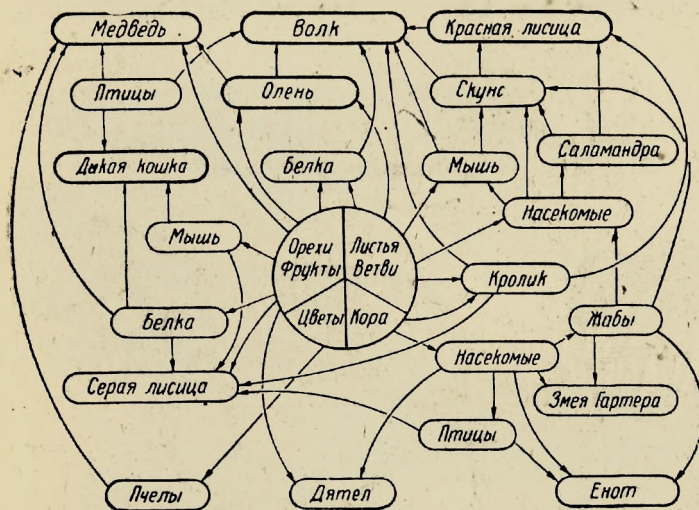 Медведь
Волк
Красная лисица
Птицы
Олень
Скунс
Дикая кошка
Белка
Мышь
Саламандра
Насекомые
Мышь
Орехи
Фрукты
Листья
Ветви
Кролик
Белка
Цветы
Кора
Жабы
Насекомые
Серая лисица
Змея Гартера
Птицы
Пчелы
Дятел
Енот